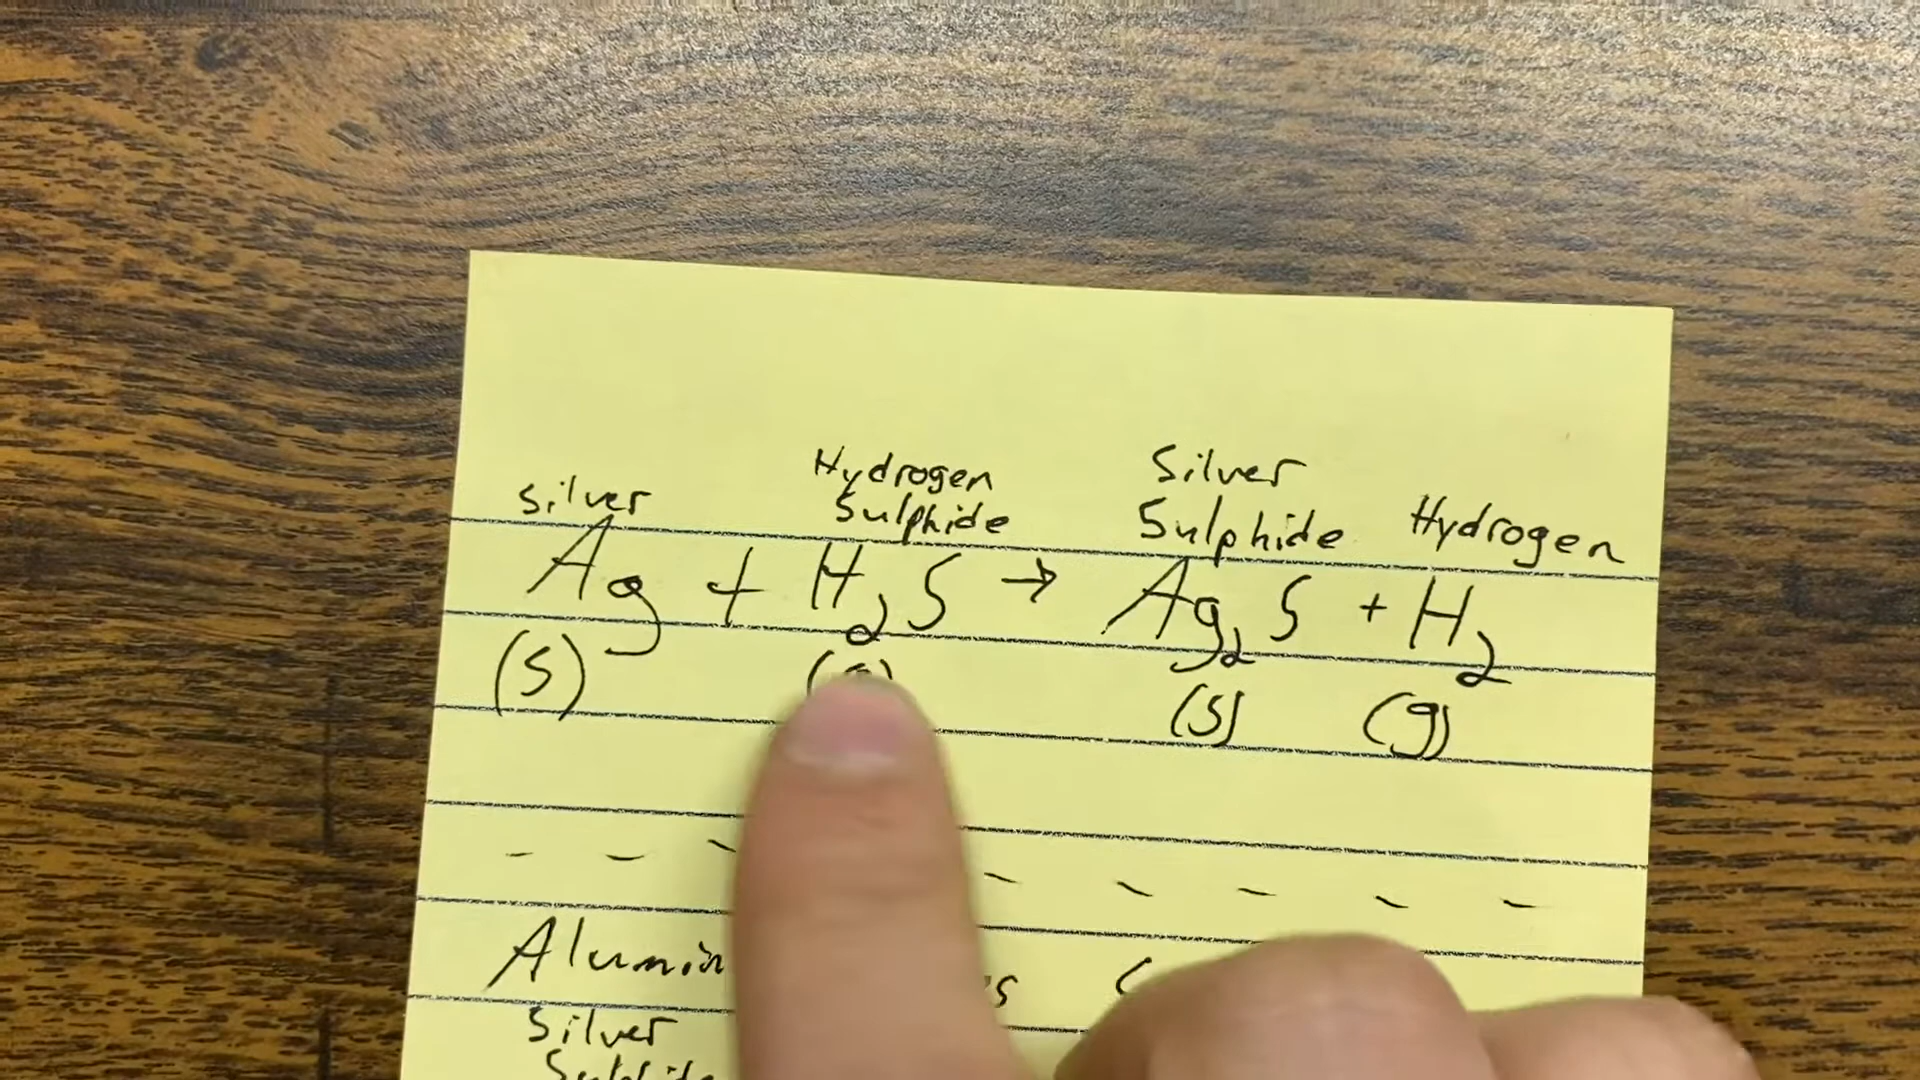 silver Hydrogen Sulphide Silver Sulphide Hydrogen
Ag + H₂S → Ag₂S + H₂
(s) (s) (g)
Silver